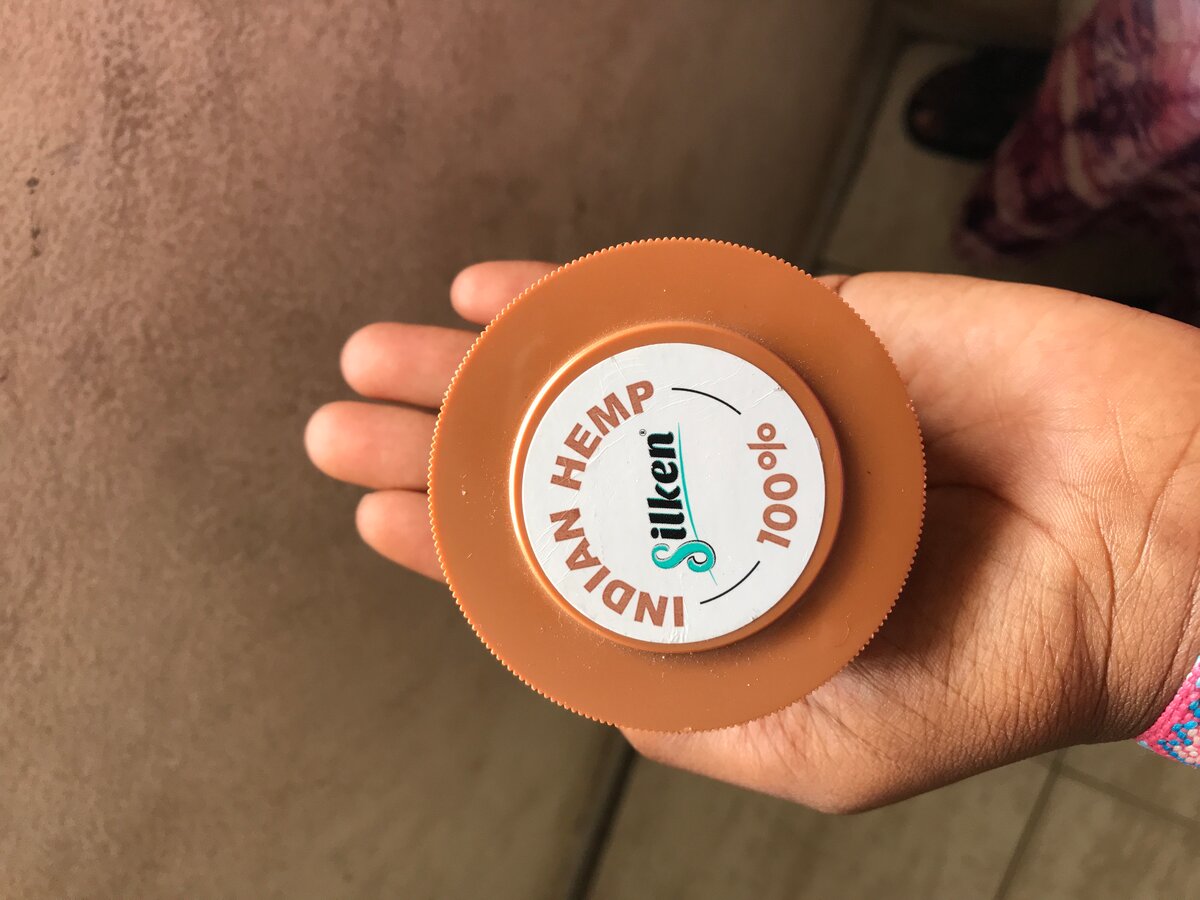 INDIAN HEMP
Silken®
100%